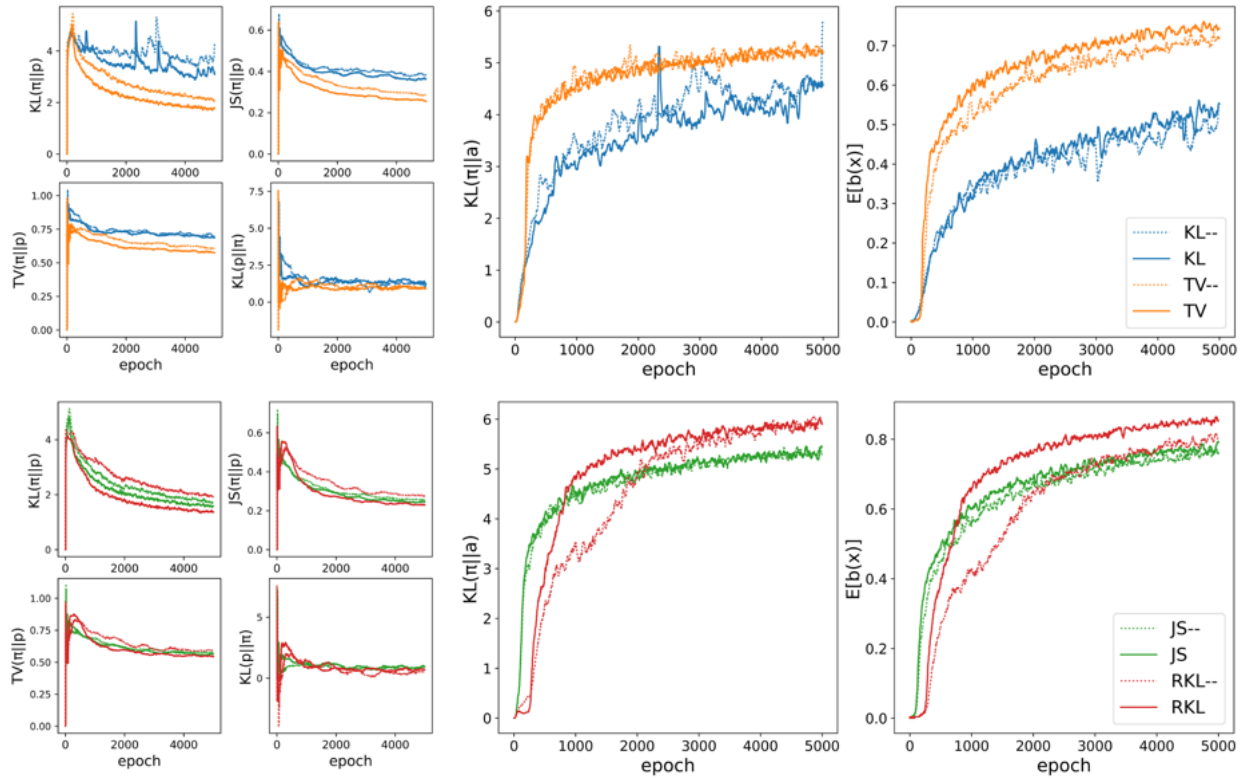 KL(π||p)
4
2
0
0 2000 4000
JS(π||p)
0.6
0.4
0.2
0.0
0 2000 4000
TV(π||p)
1.00
0.75
0.50
0.25
0.00
0 2000 4000
epoch
KL(p||π)
7.5
5.0
2.5
0.0
0 2000 4000
epoch
KL(π||a)
6
5
4
3
2
1
0
0 1000 2000 3000 4000 5000
epoch
E[b(x)]
0.7
0.6
0.5
0.4
0.3
0.2
0.1
0.0
0 1000 2000 3000 4000 5000
epoch
KL--
KL
TV--
TV
KL(π||p)
4
2
0
0 2000 4000
JS(π||p)
0.6
0.4
0.2
0.0
0 2000 4000
TV(π||p)
1.00
0.75
0.50
0.25
0.00
0 2000 4000
epoch
KL(p||π)
5
0
0 2000 4000
epoch
KL(π||a)
6
5
4
3
2
1
0
0 1000 2000 3000 4000 5000
epoch
E[b(x)]
0.8
0.6
0.4
0.2
0.0
0 1000 2000 3000 4000 5000
epoch
JS--
JS
RKL--
RKL